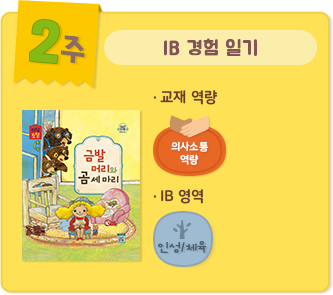 2주
IB 경험 일기
· 교재 역량
의사소통
역량
금발
머리와
곰 세 마리
· IB 영역
인성/체육